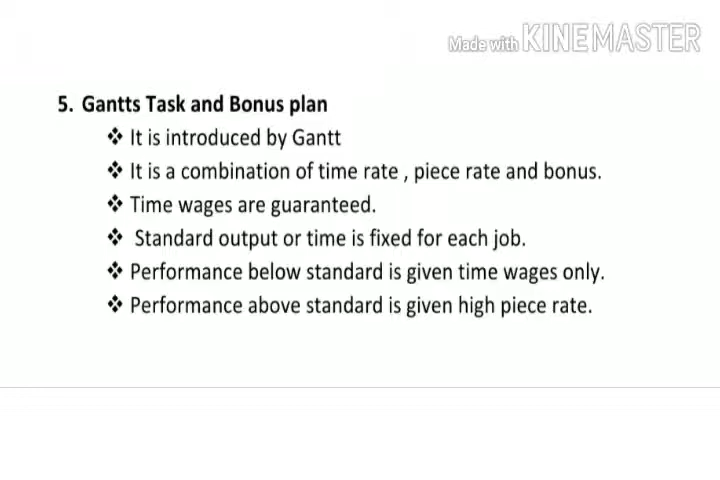 Made with KINEMASTER
5. Gantts Task and Bonus plan
❖ It is introduced by Gantt
❖ It is a combination of time rate , piece rate and bonus.
❖ Time wages are guaranteed.
❖ Standard output or time is fixed for each job.
❖ Performance below standard is given time wages only.
❖ Performance above standard is given high piece rate.